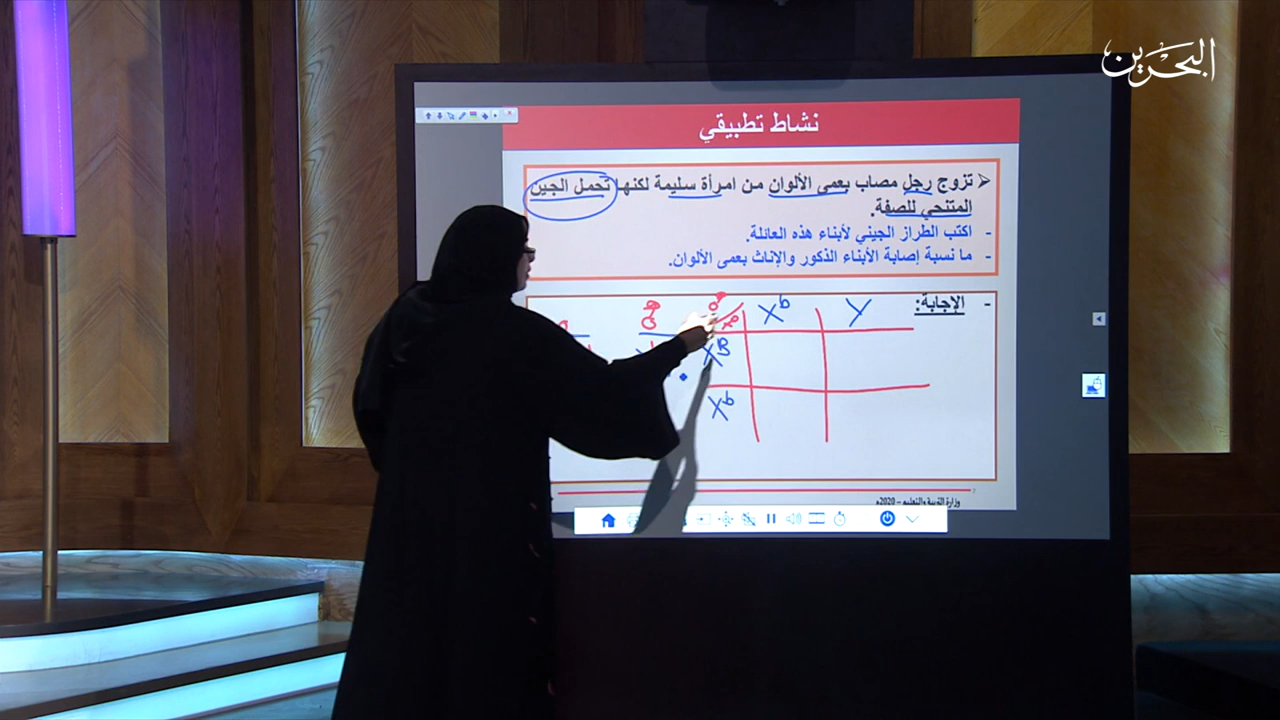 البحرين
نشاط تطبيقي
تزوج رجل مصاب بعمى الألوان من امرأة سليمة لكنها تحمل الجين
المتنحي للصفة.
- اكتب الطراز الجيني لأبناء هذه العائلة.
- ما نسبة إصابة الأبناء الذكور والإناث بعمى الألوان.
- الإجابة:
X^b Y
X^B
X^b
وزارة التربية والتعليم - 2020م